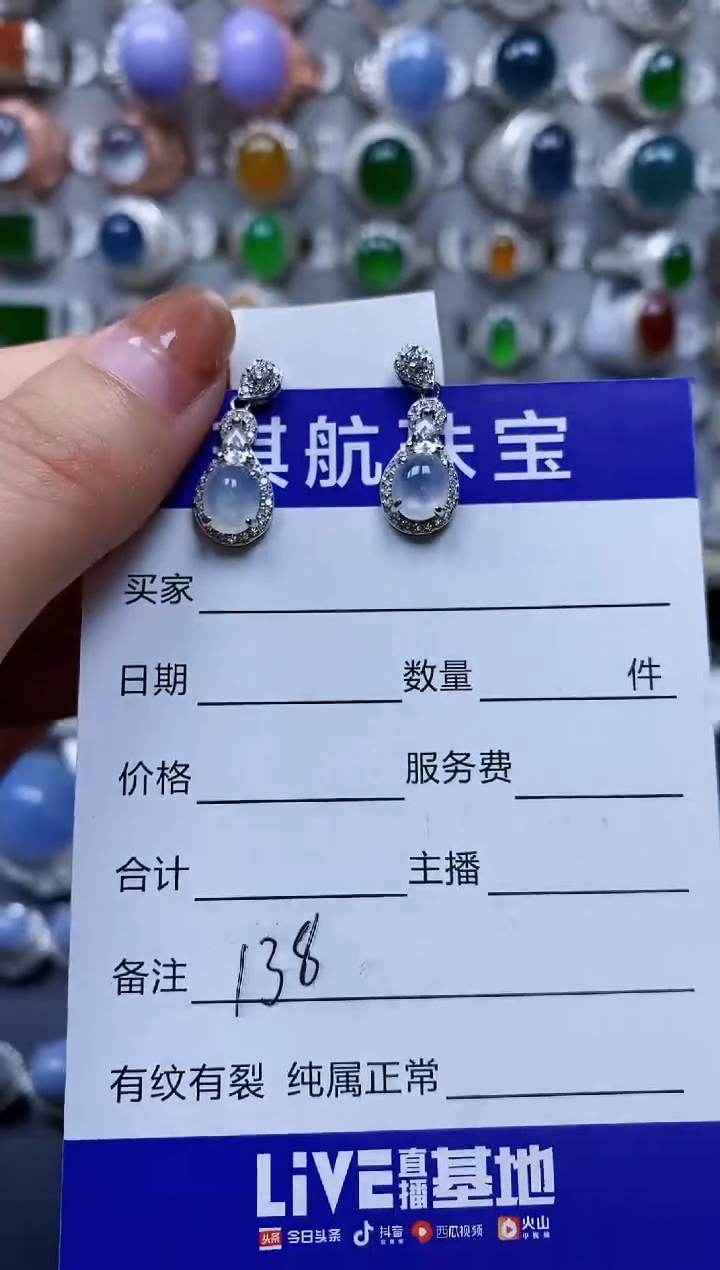 航珠宝
买家
日期 数量 件
价格 服务费
合计 主播
备注 138
有纹有裂 纯属正常
LiVE直播基地
头条 今日头条 抖音 西瓜视频 火山